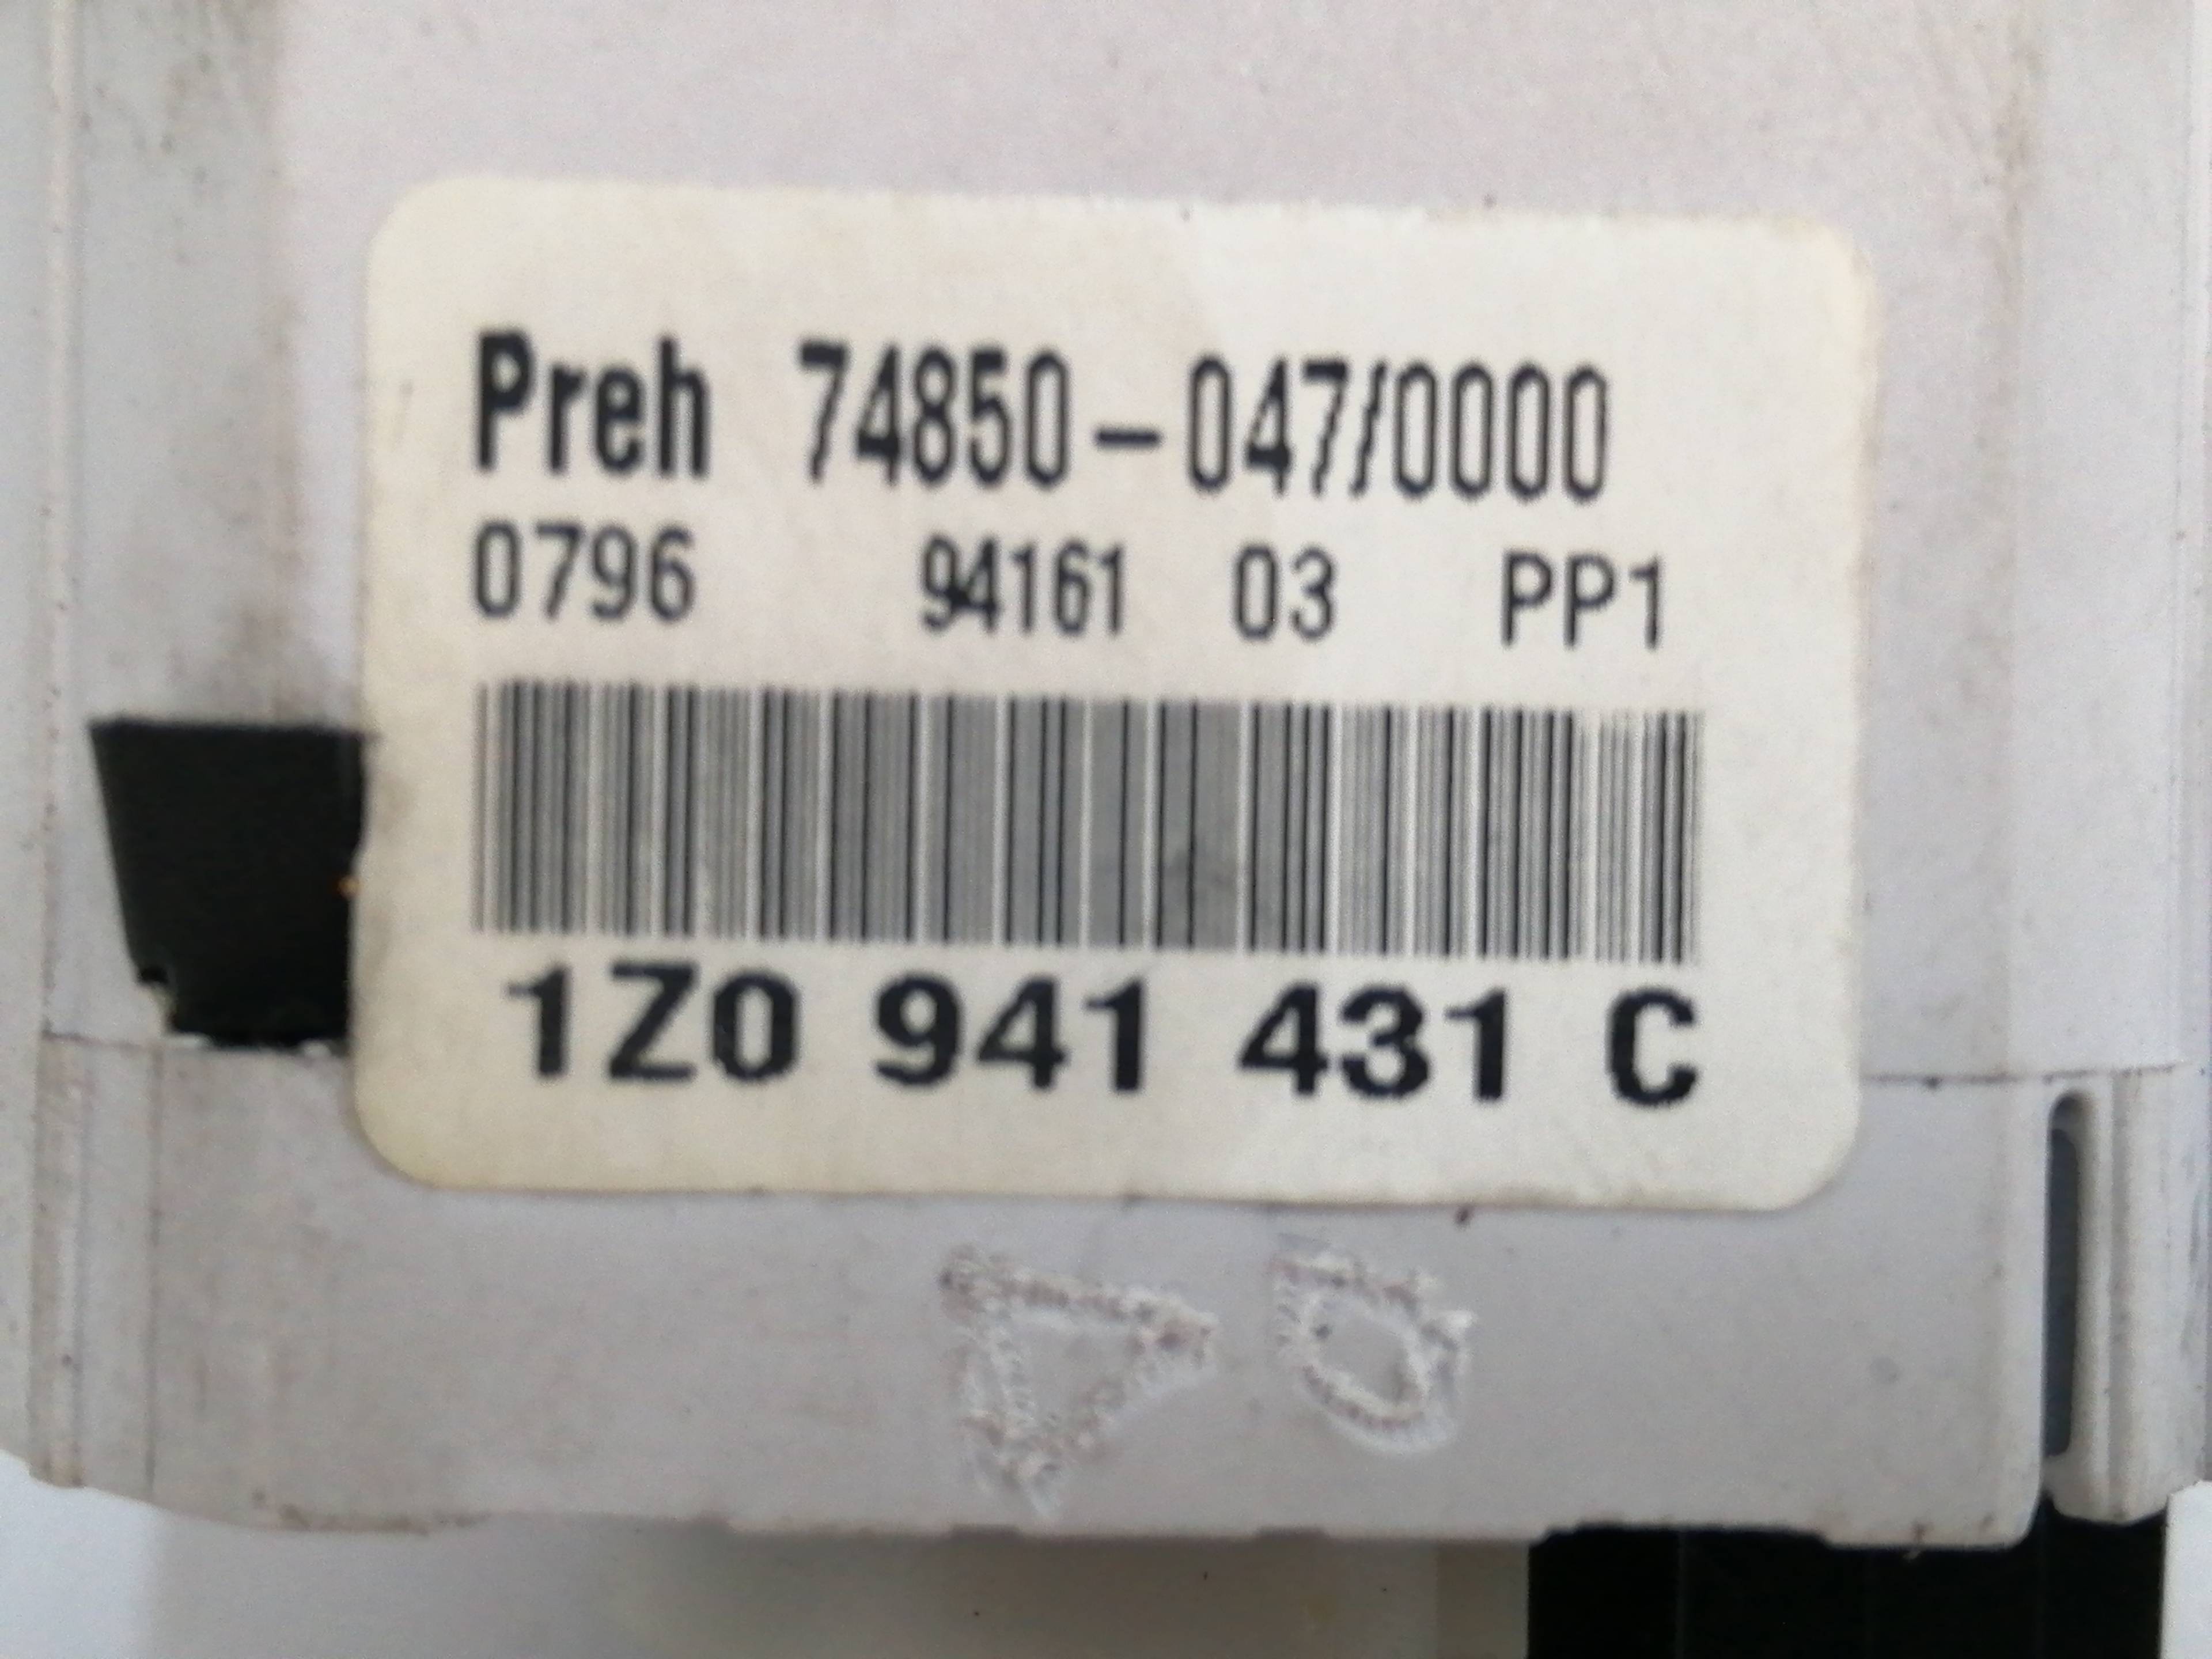 Preh 74850-047/0000
0796 94161 03 PP1
1Z0 941 431 C